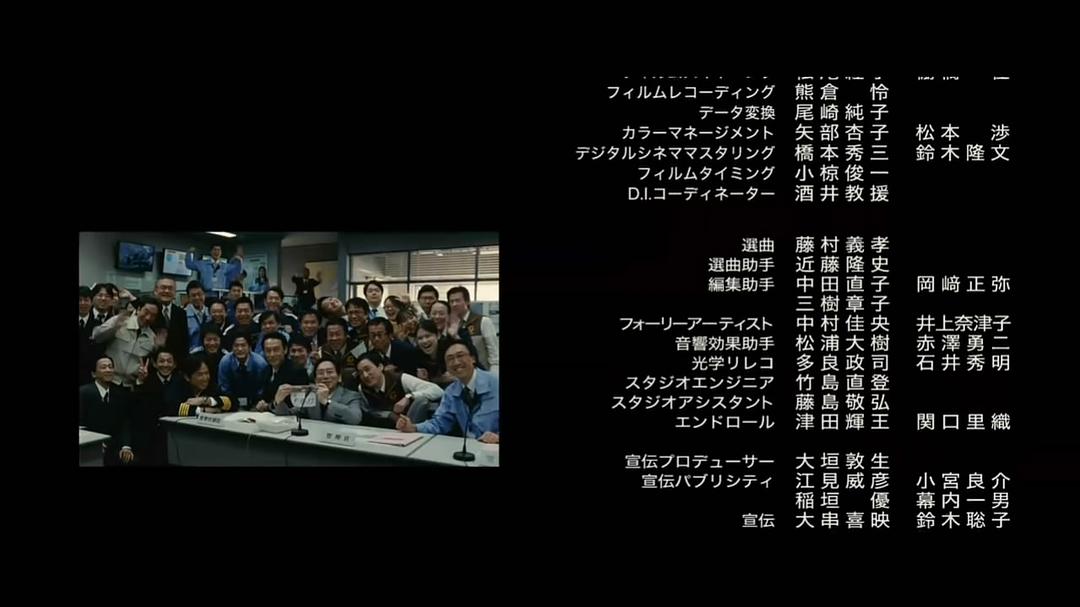 フィルムレコーディング 熊倉 怜
データ変換 尾崎純子
カラーマネージメント 矢部杏子 松本 渉
デジタルシネママスタリング 橋本秀三 鈴木隆文
フィルムタイミング 小椋俊一
D.I.コーディネーター 酒井教援
選曲 藤村義孝
選曲助手 近藤隆史
編集助手 中田直子 岡﨑正弥
三樹章子
フォーリーアーティスト 中村佳央 井上奈津子
音響効果助手 松浦大樹 赤澤勇二
光学リレコ 多良政司 石井秀明
スタジオエンジニア 竹島直登
スタジオアシスタント 藤島敬弘
エンドロール 津田輝王 関口里織
宣伝プロデューサー 大垣敦生
宣伝パブリシティ 江見威彦 小宮良介
稲垣 優 幕内一男
宣伝 大串喜映 鈴木聡子